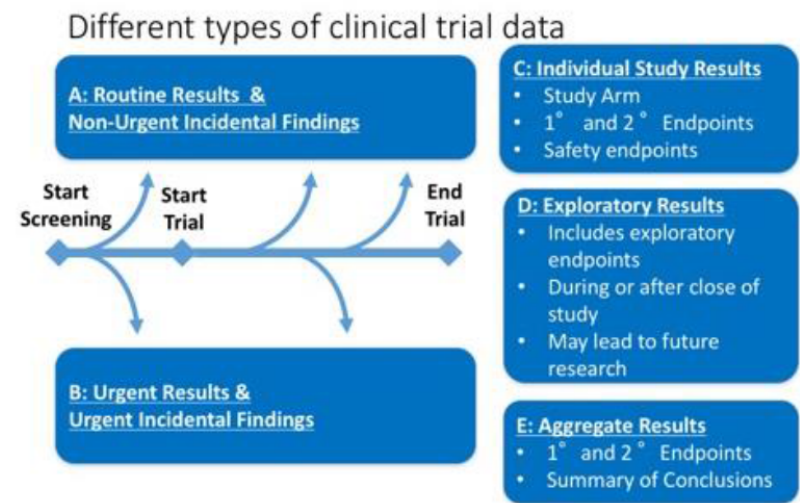 Different types of clinical trial data
A: Routine Results &
Non-Urgent Incidental Findings
Start
Screening
Start
Trial
End
Trial
B: Urgent Results &
Urgent Incidental Findings
C: Individual Study Results
• Study Arm
• 1° and 2° Endpoints
• Safety endpoints
D: Exploratory Results
• Includes exploratory
endpoints
• During or after close of
study
• May lead to future
research
E: Aggregate Results
• 1° and 2° Endpoints
• Summary of Conclusions